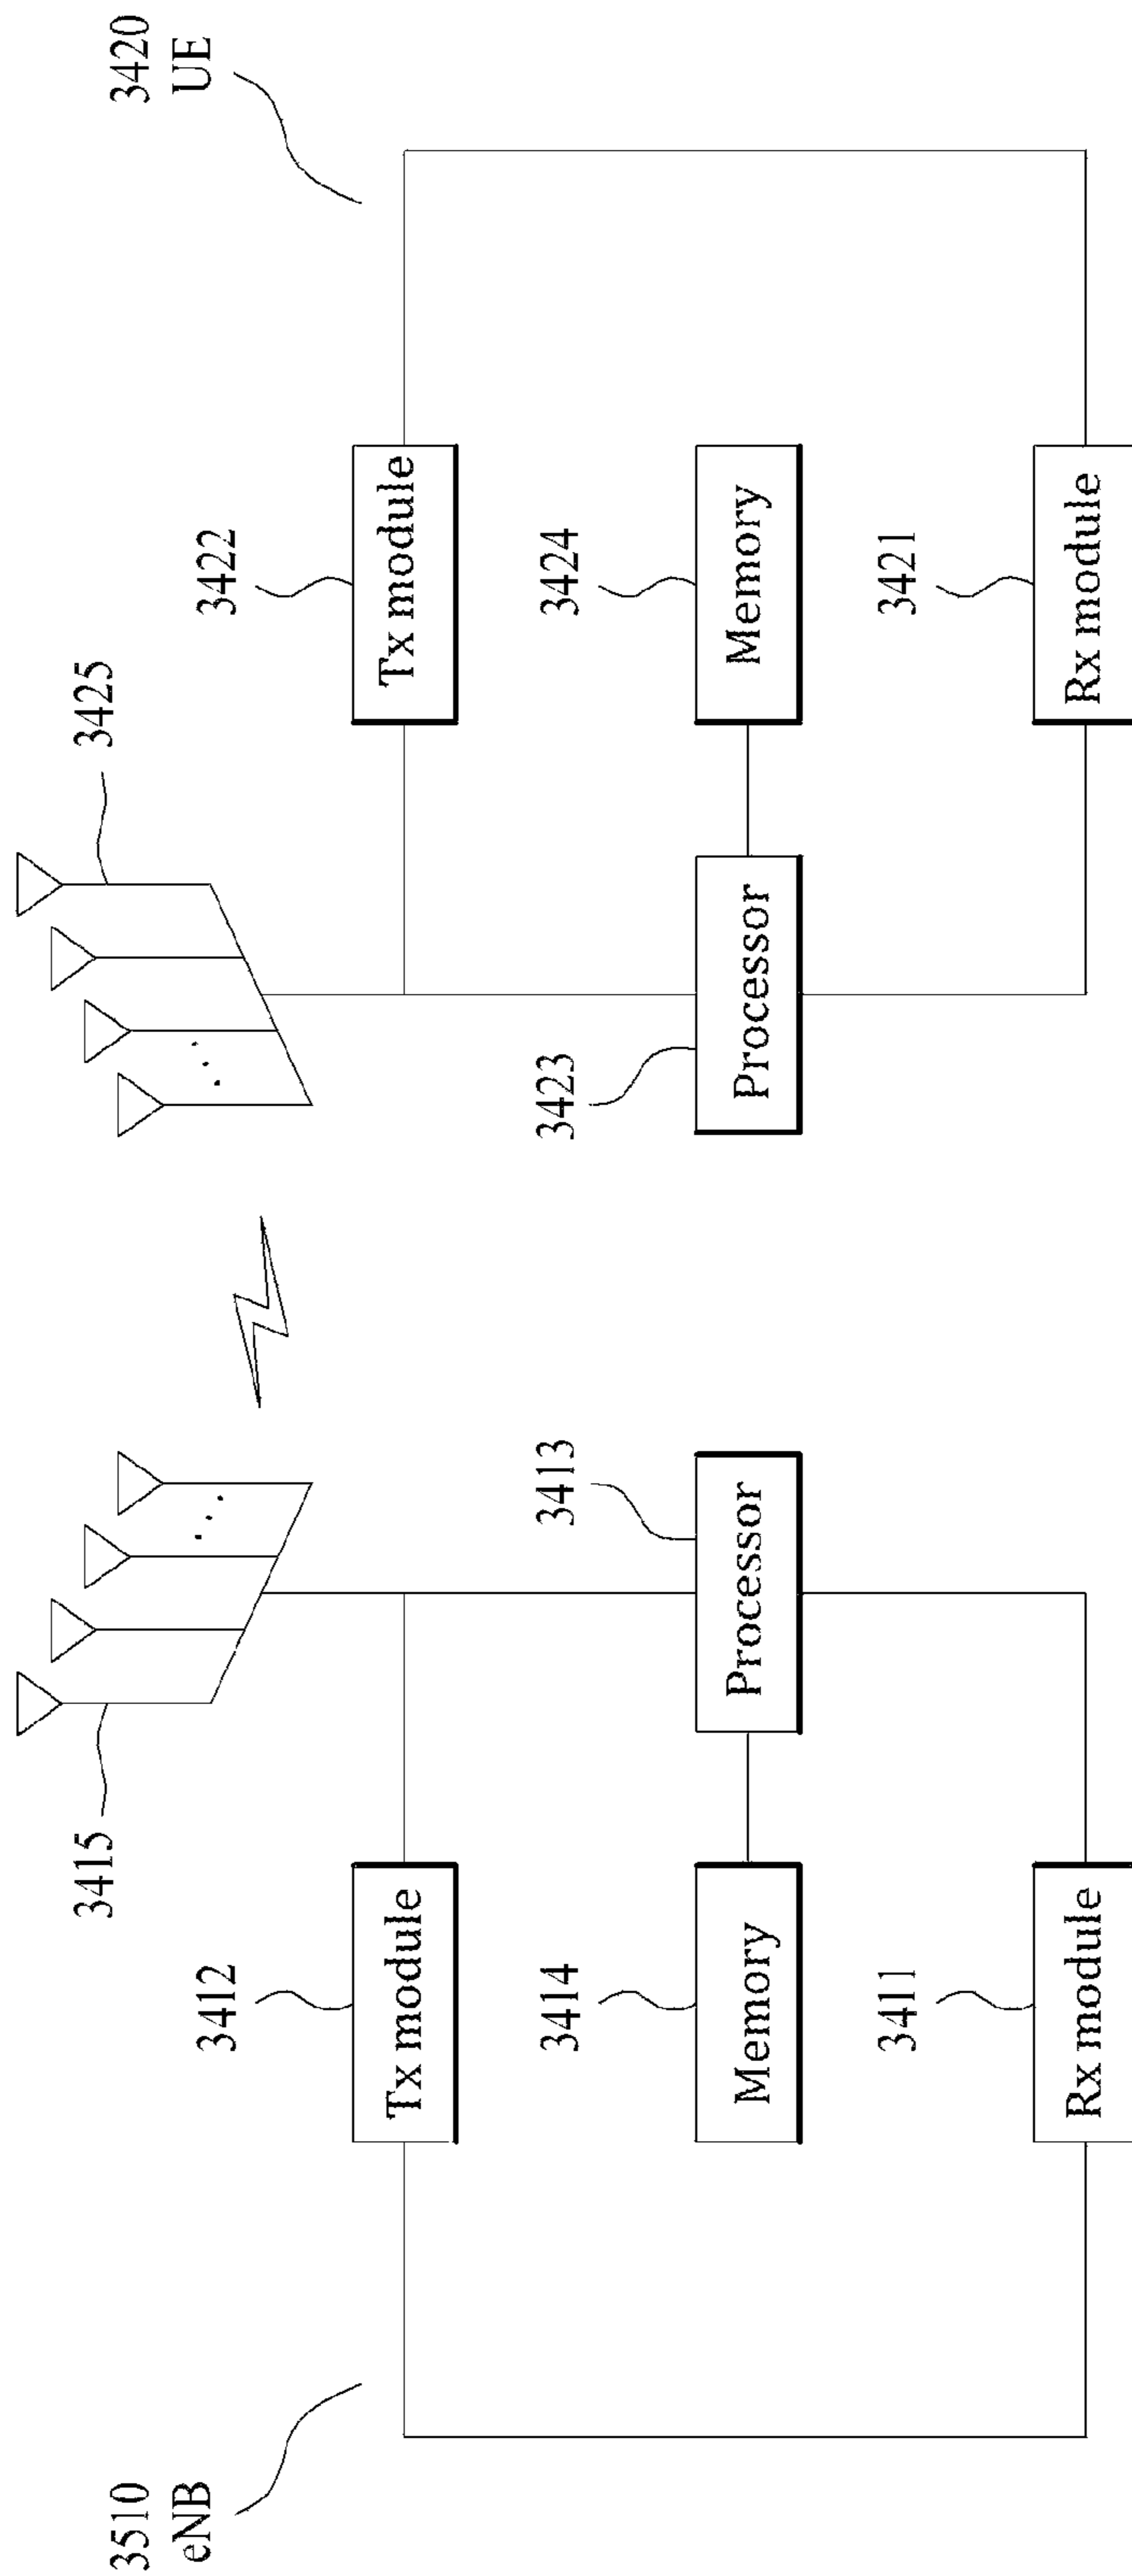 3510
eNB
3415
3412
Tx module
3414
Memory
3413
Processor
3411
Rx module
3420
UE
3425
3422
Tx module
3423
Processor
3424
Memory
3421
Rx module